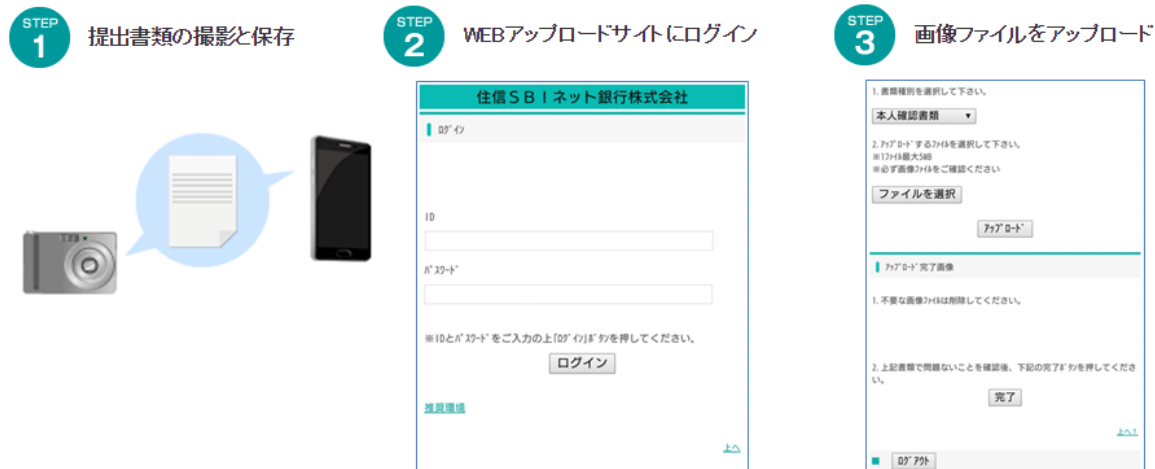 STEP
1
提出書類の撮影と保存
STEP
2
WEBアップロードサイトにログイン
住信SBIネット銀行株式会社
ﾛｸﾞｲﾝ
ID
ﾊﾟｽﾜｰﾄﾞ
※IDとﾊﾟｽﾜｰﾄﾞをご入力の上｢ﾛｸﾞｲﾝ｣ﾎﾞﾀﾝを押してください。
ログイン
推奨環境
上へ
STEP
3
画像ファイルをアップロード
1. 書類種別を選択して下さい。
本人確認書類 ▼
2. ｱｯﾌﾟﾛｰﾄﾞするﾌｧｲﾙを選択して下さい。
※1ﾌｧｲﾙ最大5MB
※必ず画像ﾌｧｲﾙをご確認ください
ファイルを選択
ｱｯﾌﾟﾛｰﾄﾞ
ｱｯﾌﾟﾛｰﾄﾞ完了画像
1. 不要な画像ﾌｧｲﾙは削除してください。
2. 上記書類で問題ないことを確認後、下記の完了ﾎﾞﾀﾝを押してくださ
い。
完了
上へ↑
ﾛｸﾞｱｳﾄ